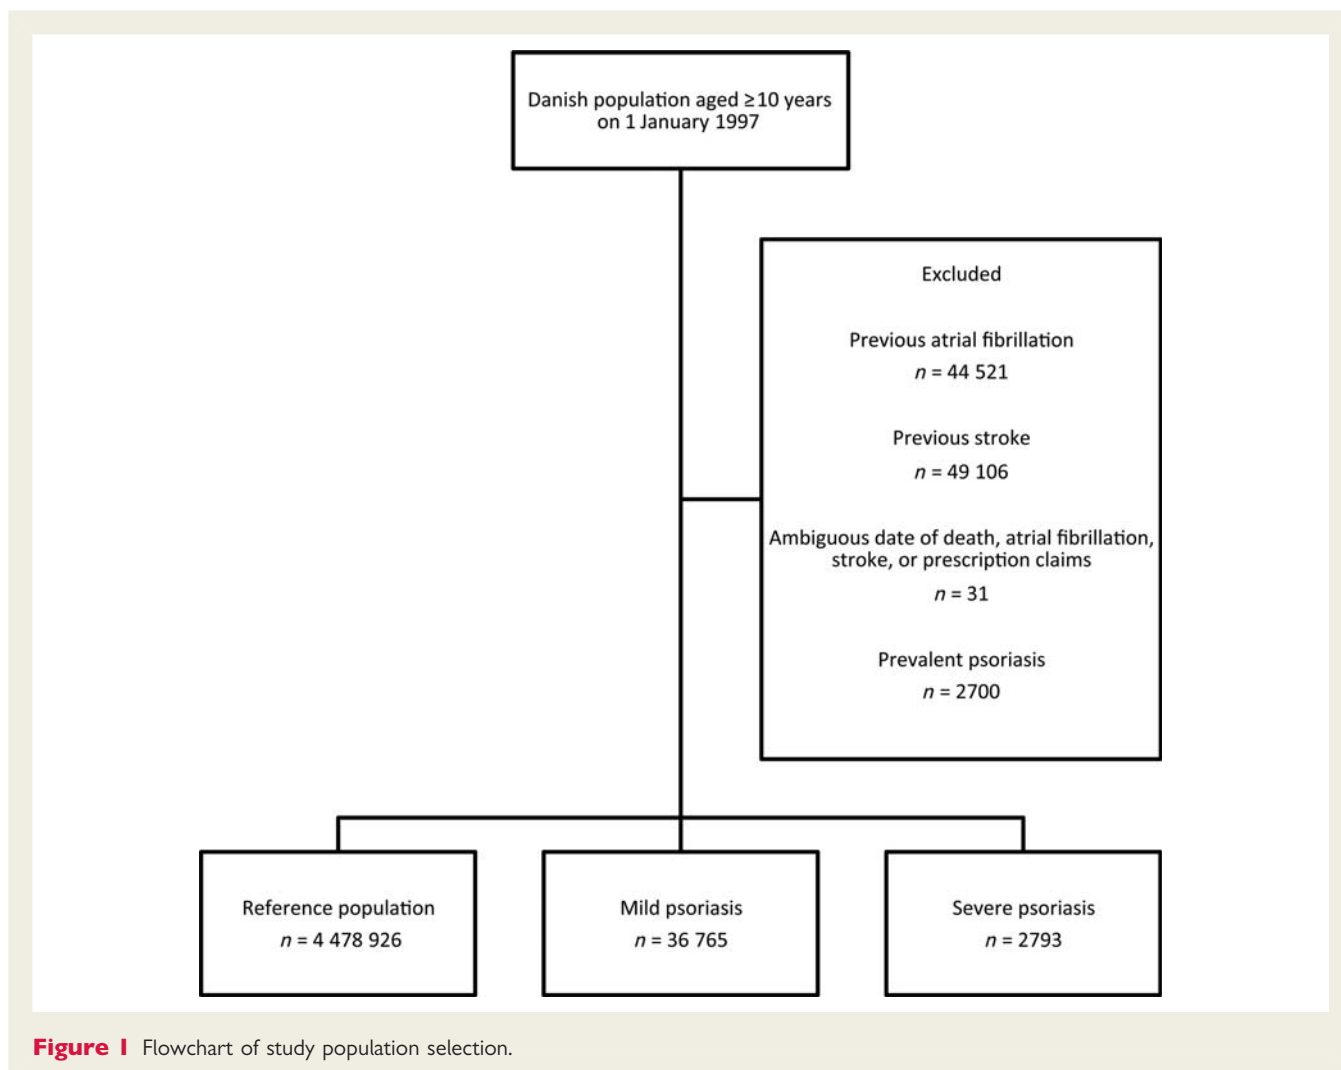 Danish population aged ≥10 years
on 1 January 1997
Excluded
Previous atrial fibrillation
n = 44 521
Previous stroke
n = 49 106
Ambiguous date of death, atrial fibrillation,
stroke, or prescription claims
n = 31
Prevalent psoriasis
n = 2700
Reference population
n = 4 478 926
Mild psoriasis
n = 36 765
Severe psoriasis
n = 2793
Figure 1 Flowchart of study population selection.